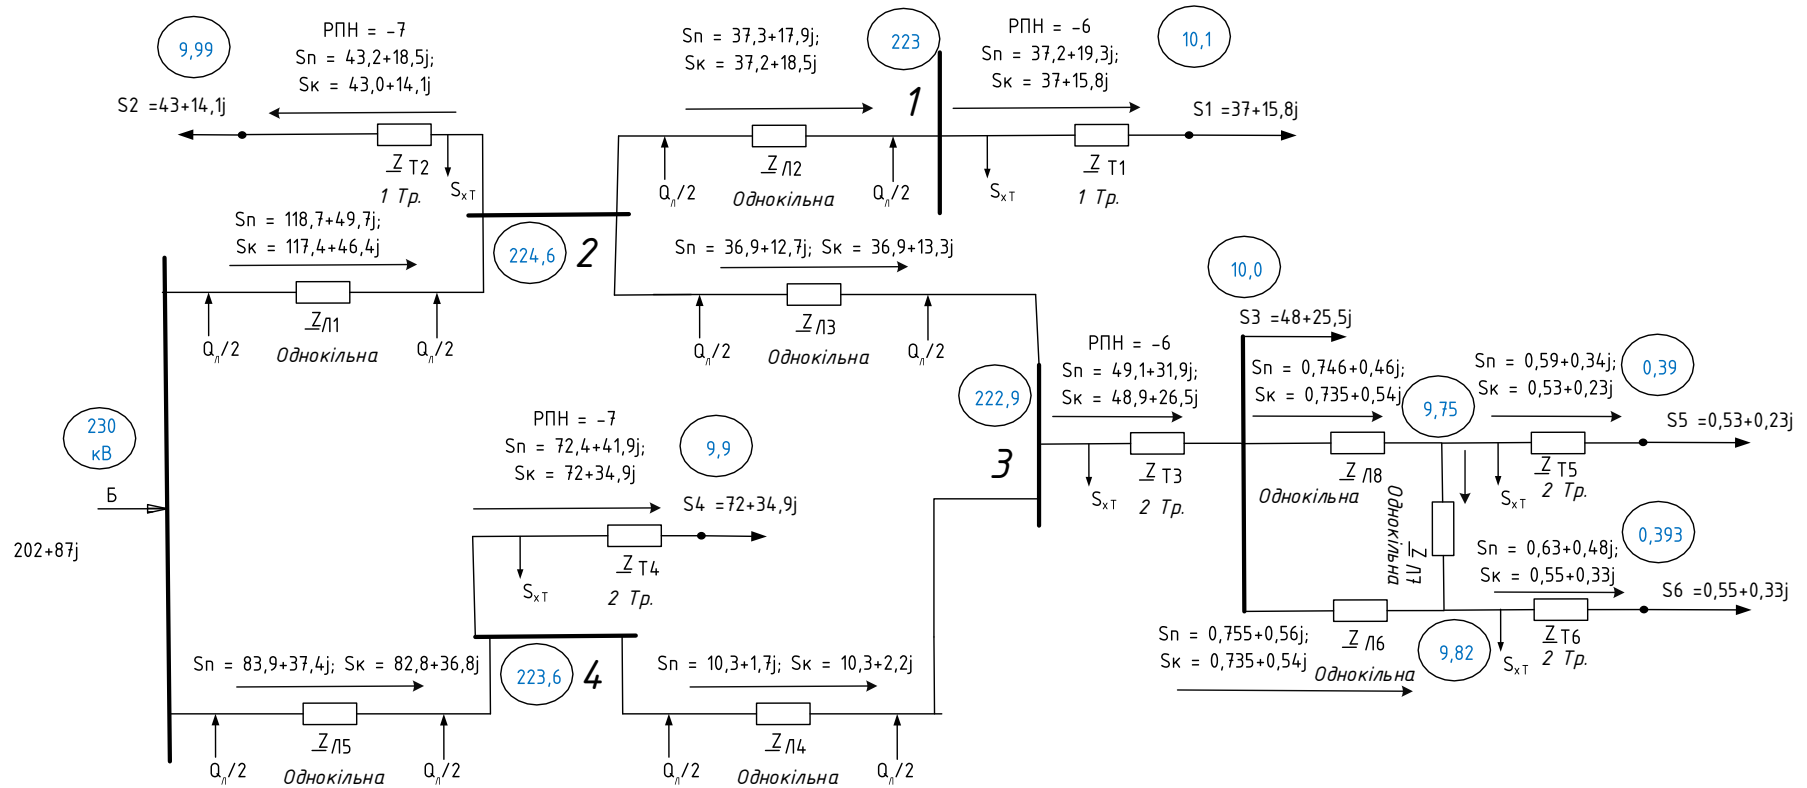 9,99
РПН = -7
Sп = 43,2+18,5j;
Sк = 43,0+14,1j
S2 =43+14,1j
Z Т2
SхТ
1 Тр.
Sп = 37,3+17,9j;
Sк = 37,2+18,5j
223
1
Z Л2
Однокільна
Qл/2
Qл/2
РПН = -6
Sп = 37,2+19,3j;
Sк = 37+15,8j
10,1
S1 =37+15,8j
Z Т1
SхТ
1 Тр.
Sп = 118,7+49,7j;
Sк = 117,4+46,4j
224,6
2
ZЛ1
Qл/2
Qл/2
Однокільна
Sп = 36,9+12,7j; Sк = 36,9+13,3j
ZЛ3
Qл/2
Qл/2
Однокільна
230
кВ
Б
202+87j
РПН = -7
Sп = 72,4+41,9j;
Sк = 72+34,9j
9,9
S4 =72+34,9j
Z Т4
SхТ
2 Тр.
222,9
3
РПН = -6
Sп = 49,1+31,9j;
Sк = 48,9+26,5j
Z Т3
SхТ
2 Тр.
10,0
S3 =48+25,5j
Sп = 0,746+0,46j;
Sк = 0,735+0,54j
9,75
Z Л8
Однокільна
Sп = 0,59+0,34j;
Sк = 0,53+0,23j
0,39
S5 =0,53+0,23j
Z Т5
SхТ
2 Тр.
Однокільна
Z Л7
Sп = 0,63+0,48j;
Sк = 0,55+0,33j
0,393
S6 =0,55+0,33j
Z Т6
SхТ
2 Тр.
Sп = 0,755+0,56j;
Sк = 0,735+0,54j
Z Л6
Однокільна
9,82
Sп = 83,9+37,4j; Sк = 82,8+36,8j
223,6
4
ZЛ5
Qл/2
Qл/2
Однокільна
Sп = 10,3+1,7j; Sк = 10,3+2,2j
ZЛ4
Qл/2
Qл/2
Однокільна